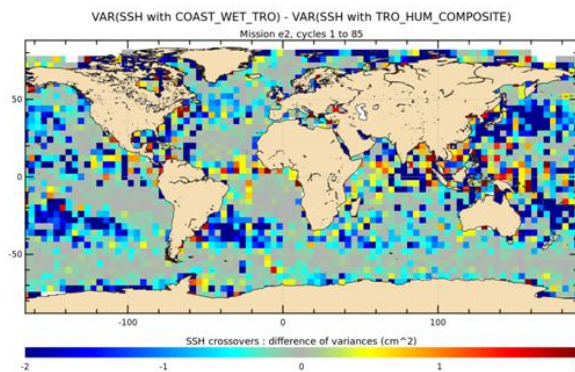 VAR(SSH with COAST_WET_TRO) - VAR(SSH with TRO_HUM_COMPOSITE)
Mission e2, cycles 1 to 85
50
0
-50
-100 0 100
SSH crossovers : difference of variances (cm^2)
-2 -1 0 1